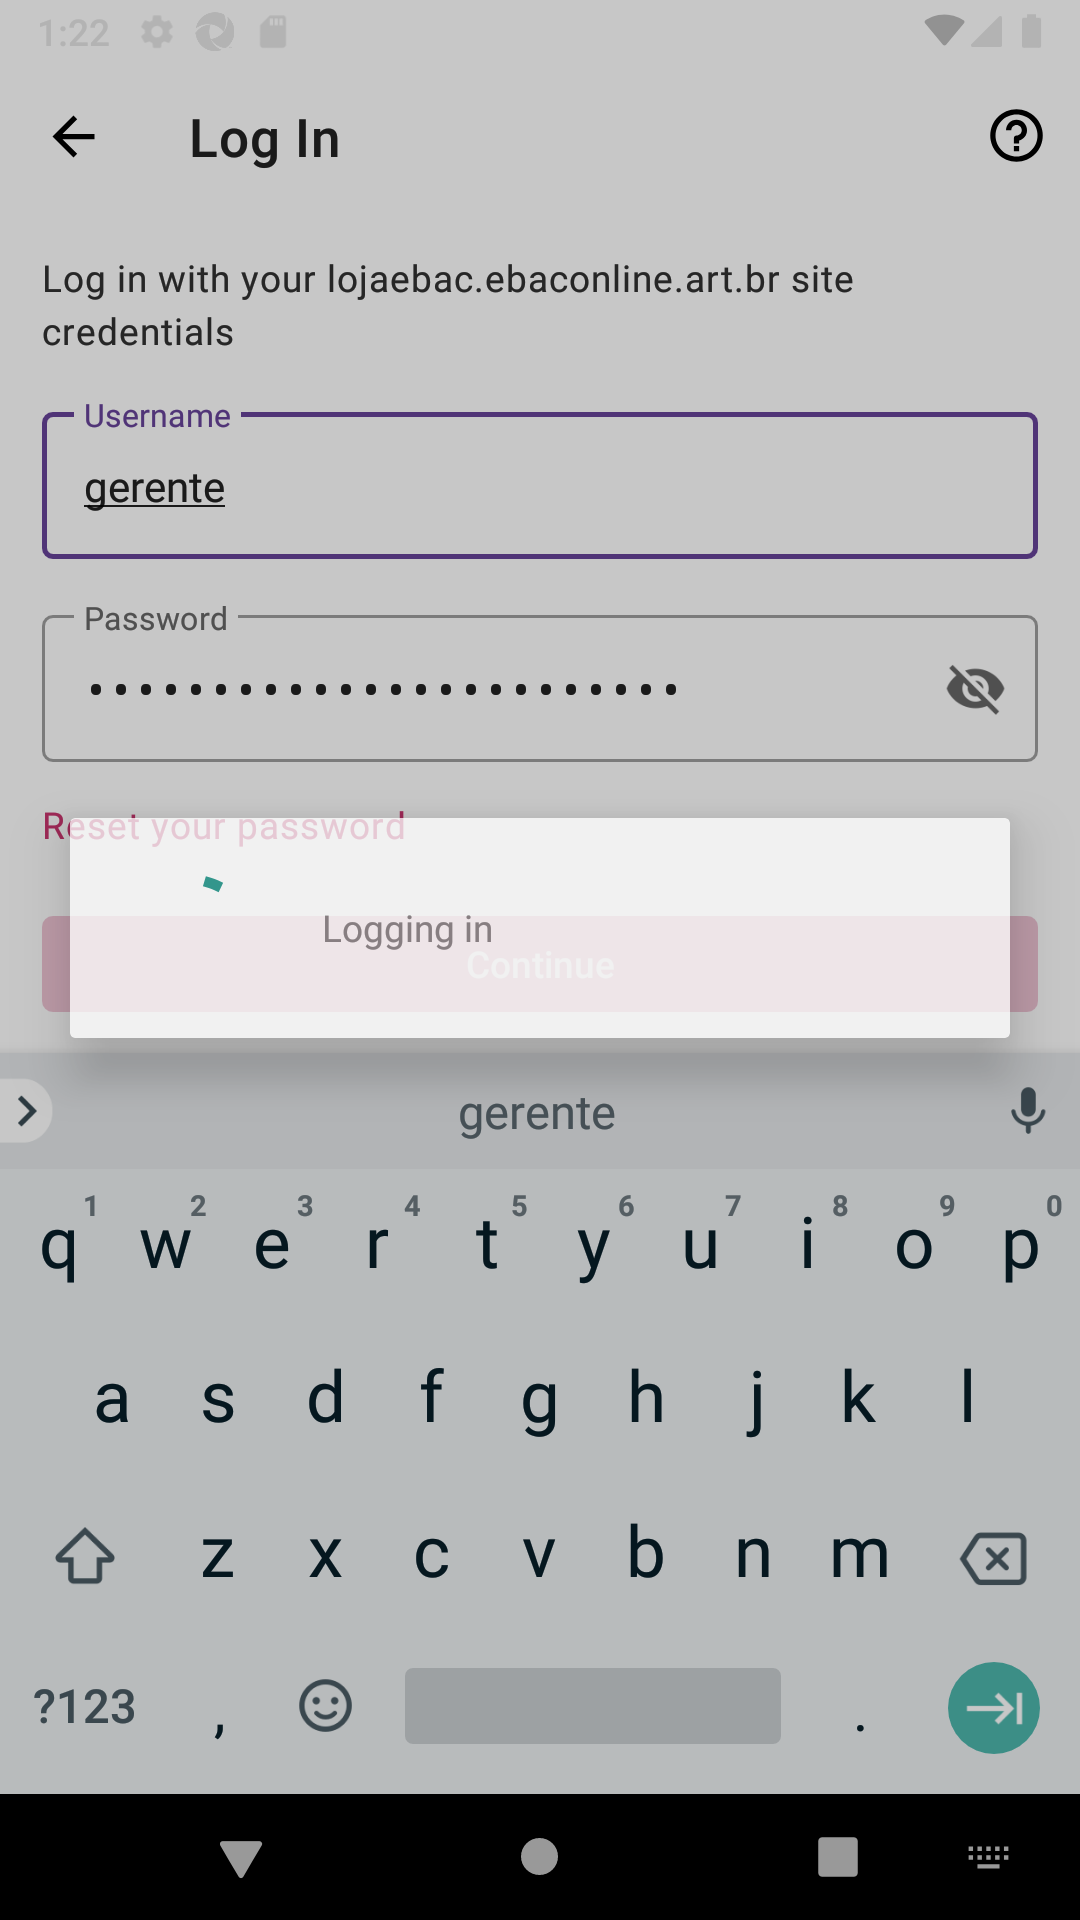 1:22
Log In
Log in with your lojaebac.ebaconline.art.br site
credentials
Username
gerente
Password
Reset your password
Logging in
Continue
gerente
1 2 3 4 5 6 7 8 9 0
q w e r t y u i o p
a s d f g h j k l
z x c v b n m
?123 , .